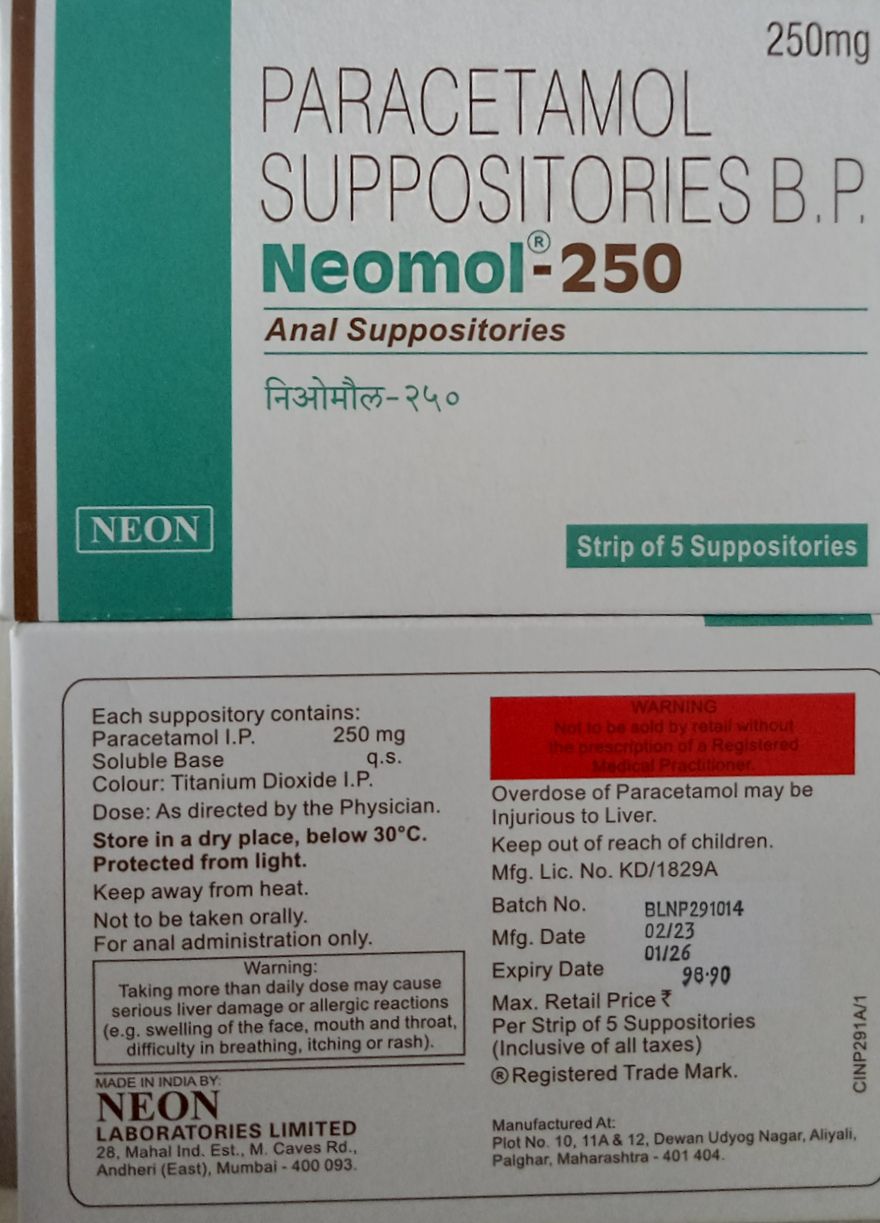 250mg
PARACETAMOL
SUPPOSITORIES B.P.
Neomol®-250
Anal Suppositories
निओमौल-२५०
NEON
Strip of 5 Suppositories
Each suppository contains:
Paracetamol I.P. 250 mg
Soluble Base q.s.
Colour: Titanium Dioxide I.P.
Dose: As directed by the Physician.
Store in a dry place, below 30°C.
Protected from light.
Keep away from heat.
Not to be taken orally.
For anal administration only.
Warning:
Taking more than daily dose may cause
serious liver damage or allergic reactions
(e.g. swelling of the face, mouth and throat,
difficulty in breathing, itching or rash).
MADE IN INDIA BY:
NEON
LABORATORIES LIMITED
28, Mahal Ind. Est., M. Caves Rd.,
Andheri (East), Mumbai - 400 093.
WARNING
Not to be sold by retail without
the prescription of a Registered
Medical Practitioner.
Overdose of Paracetamol may be
Injurious to Liver.
Keep out of reach of children.
Mfg. Lic. No. KD/1829A
Batch No. BLNP291014
Mfg. Date 02/23
Expiry Date 01/26
98.90
Max. Retail Price ₹
Per Strip of 5 Suppositories
(Inclusive of all taxes)
® Registered Trade Mark.
Manufactured At:
Plot No. 10, 11A & 12, Dewan Udyog Nagar, Aliyali,
Palghar, Maharashtra - 401 404.
CINP291A/1